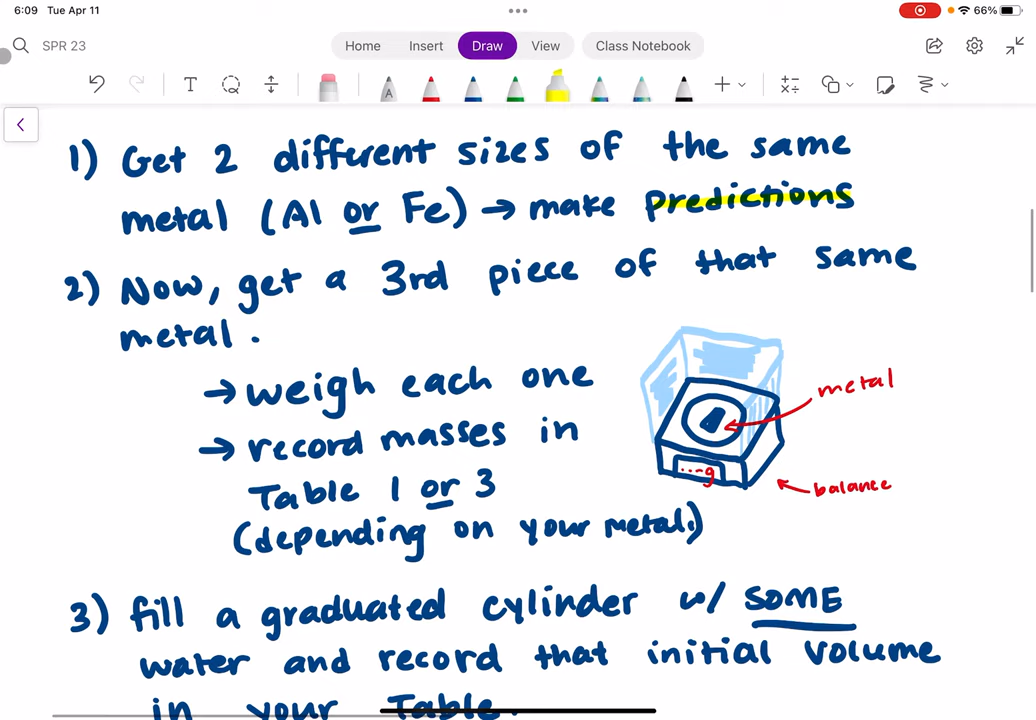 6:09 Tue Apr 11
66%
SPR 23
Home Insert Draw View Class Notebook
T
A
1) Get 2 different sizes of the same
metal (Al or Fe) → make predictions
2) Now, get a 3rd piece of that same
metal.
→ weigh each one
metal
→ record masses in
...g
balance
Table 1 or 3
(depending on your metal.)
3) fill a graduated cylinder w/ SOME
water and record that initial volume
in your Table.